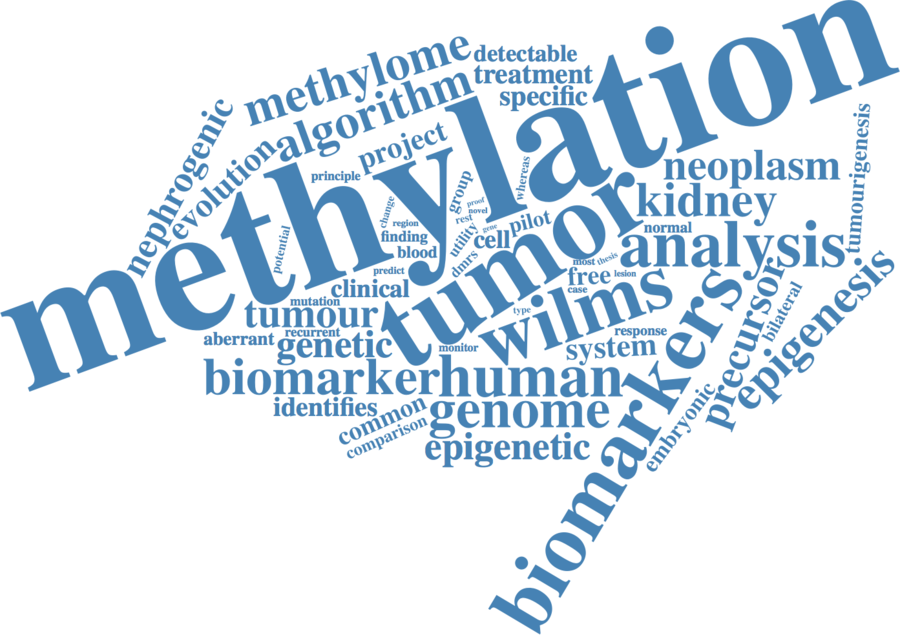 methylation
methylome
detectable
treatment
specific
algorithm
nephrogenic
evolution
project
principle
group
whereas
tumourigenesis
neoplasm
kidney
tumor
change
region
proof
novel
rest
gene
pilot
normal
analysis
potential
finding
blood
utility
cell
dmrs
most
thesis
free
lesion
predict
clinical
case
wilms
mutation
tumour
type
aberrant
recurrent
genetic
monitor
response
system
bilateral
precursor
epigenesis
biomarker
human
identifies
common
comparison
genome
epigenetic
embryonic
biomarkers